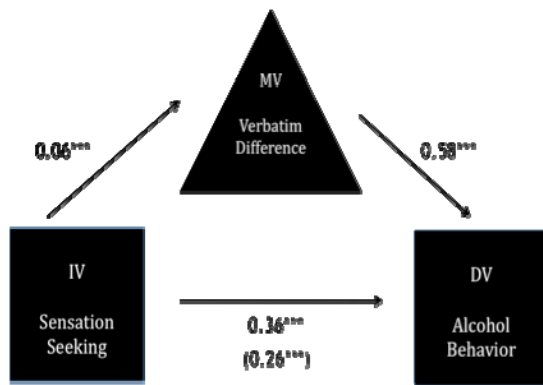 MV
Verbatim
Difference
0.06***
0.58***
IV
Sensation
Seeking
0.36***
(0.26***)
DV
Alcohol
Behavior